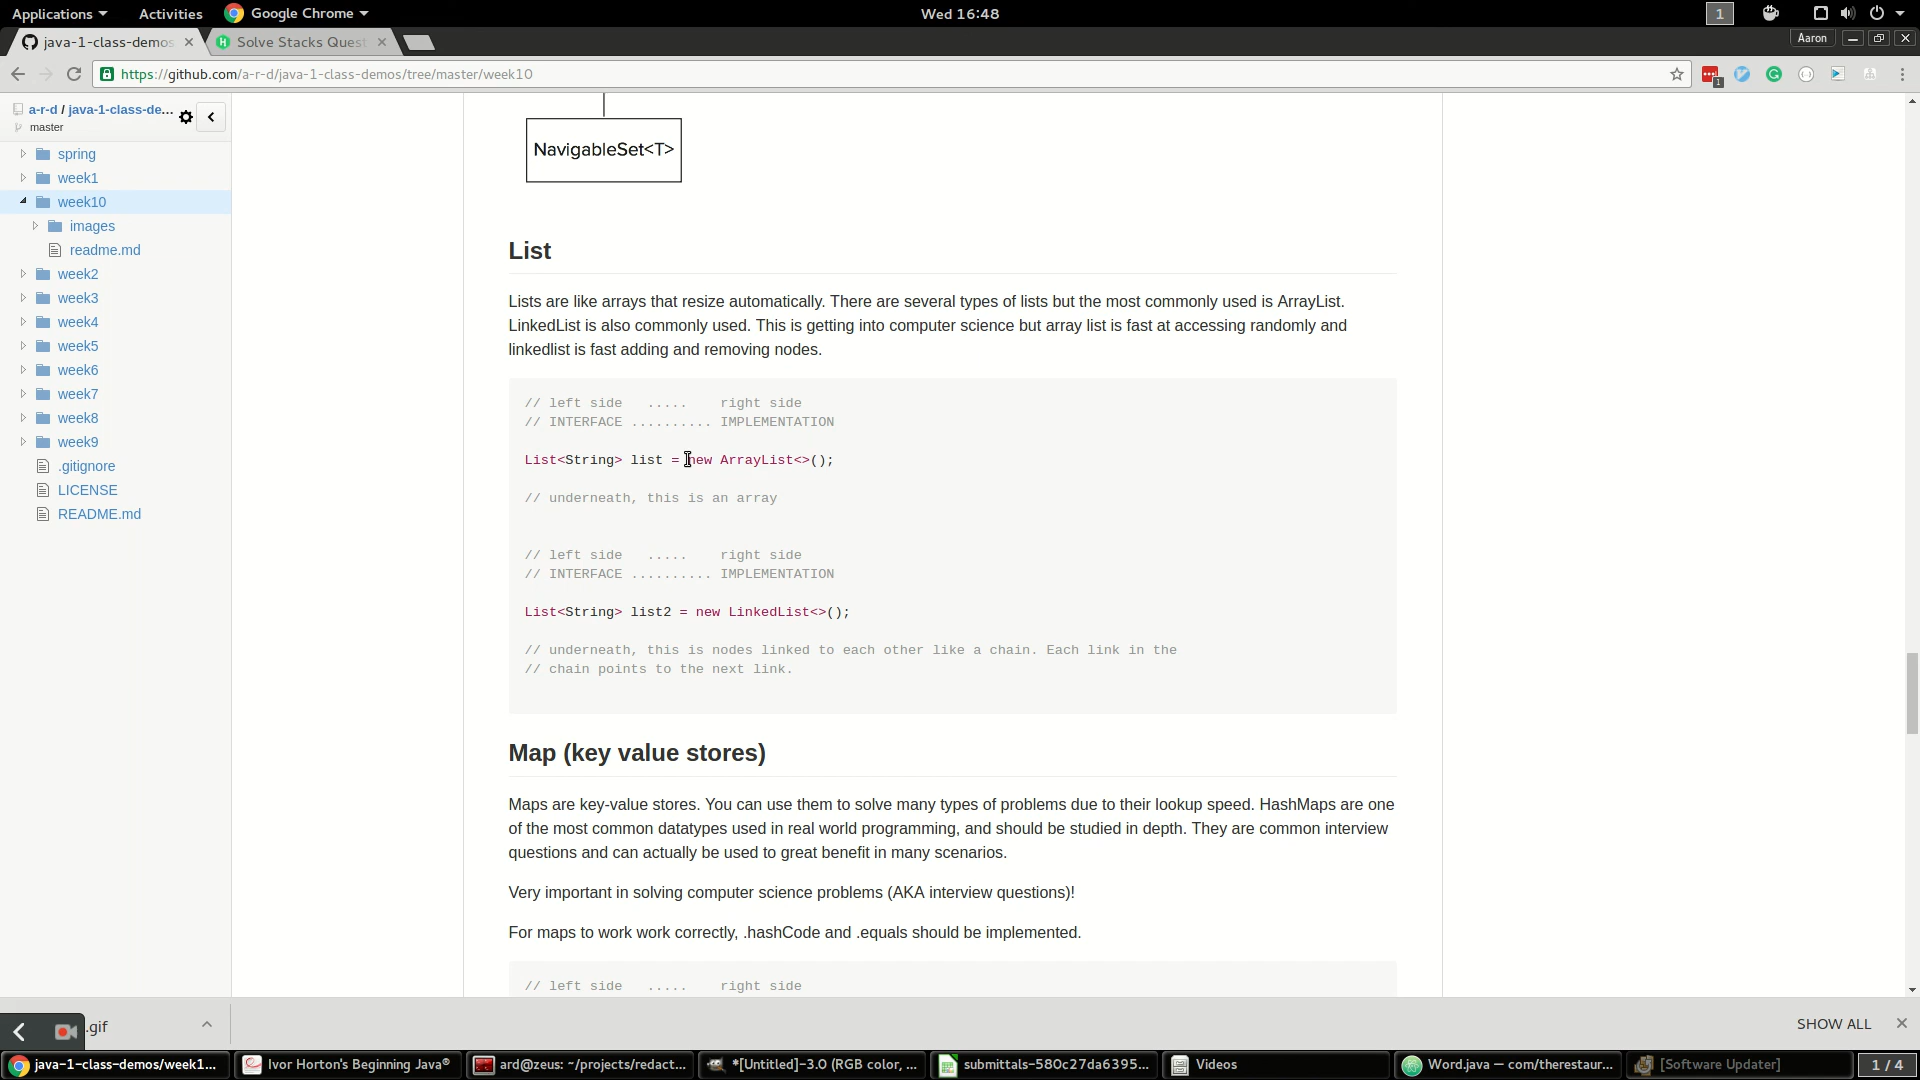 Applications Activities Google Chrome Wed 16:48 1
java-1-class-demos Solve Stacks Quest Aaron
https://github.com/a-r-d/java-1-class-demos/tree/master/week10 1
a-r-d / java-1-class-de...
master
NavigableSet<T>
spring
week1
week10
images
readme.md
week2
week3
week4
week5
week6
week7
week8
week9
.gitignore
LICENSE
README.md
List
Lists are like arrays that resize automatically. There are several types of lists but the most commonly used is ArrayList.
LinkedList is also commonly used. This is getting into computer science but array list is fast at accessing randomly and
linkedlist is fast adding and removing nodes.
// left side ..... right side
// INTERFACE .......... IMPLEMENTATION
List<String> list = new ArrayList<>();
// underneath, this is an array
// left side ..... right side
// INTERFACE .......... IMPLEMENTATION
List<String> list2 = new LinkedList<>();
// underneath, this is nodes linked to each other like a chain. Each link in the
// chain points to the next link.
Map (key value stores)
Maps are key-value stores. You can use them to solve many types of problems due to their lookup speed. HashMaps are one
of the most common datatypes used in real world programming, and should be studied in depth. They are common interview
questions and can actually be used to great benefit in many scenarios.
Very important in solving computer science problems (AKA interview questions)!
For maps to work work correctly, .hashCode and .equals should be implemented.
// left side ..... right side
.gif SHOW ALL
java-1-class-demos/week1... Ivor Horton's Beginning Java® ard@zeus: ~/projects/redact... *[Untitled]-3.0 (RGB color, ... submittals-580c27da6395... Videos Word.java — com/therestaur... [Software Updater] 1 / 4